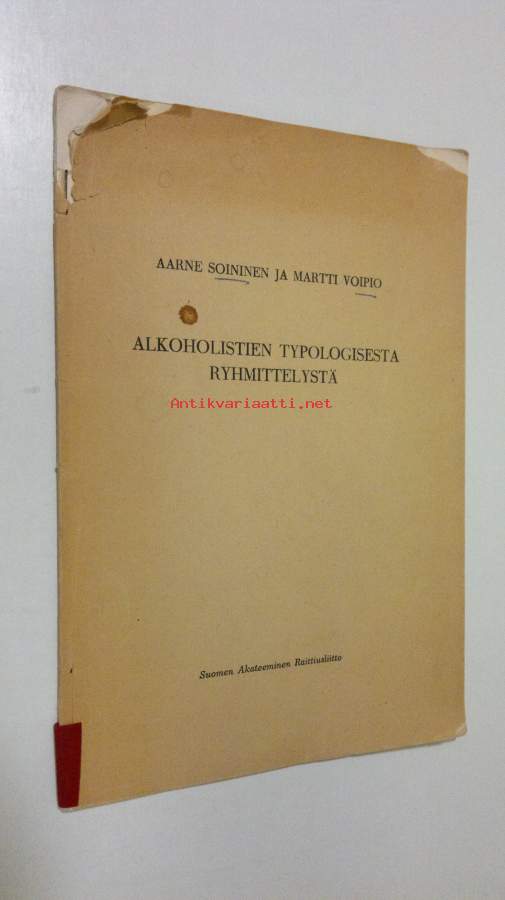 AARNE SOININEN JA MARTTI VOIPIO
ALKOHOLISTIEN TYPOLOGISESTA
RYHMITTELYSTÄ
Antikvariaatti.net
Suomen Akateeminen Raittiusliitto